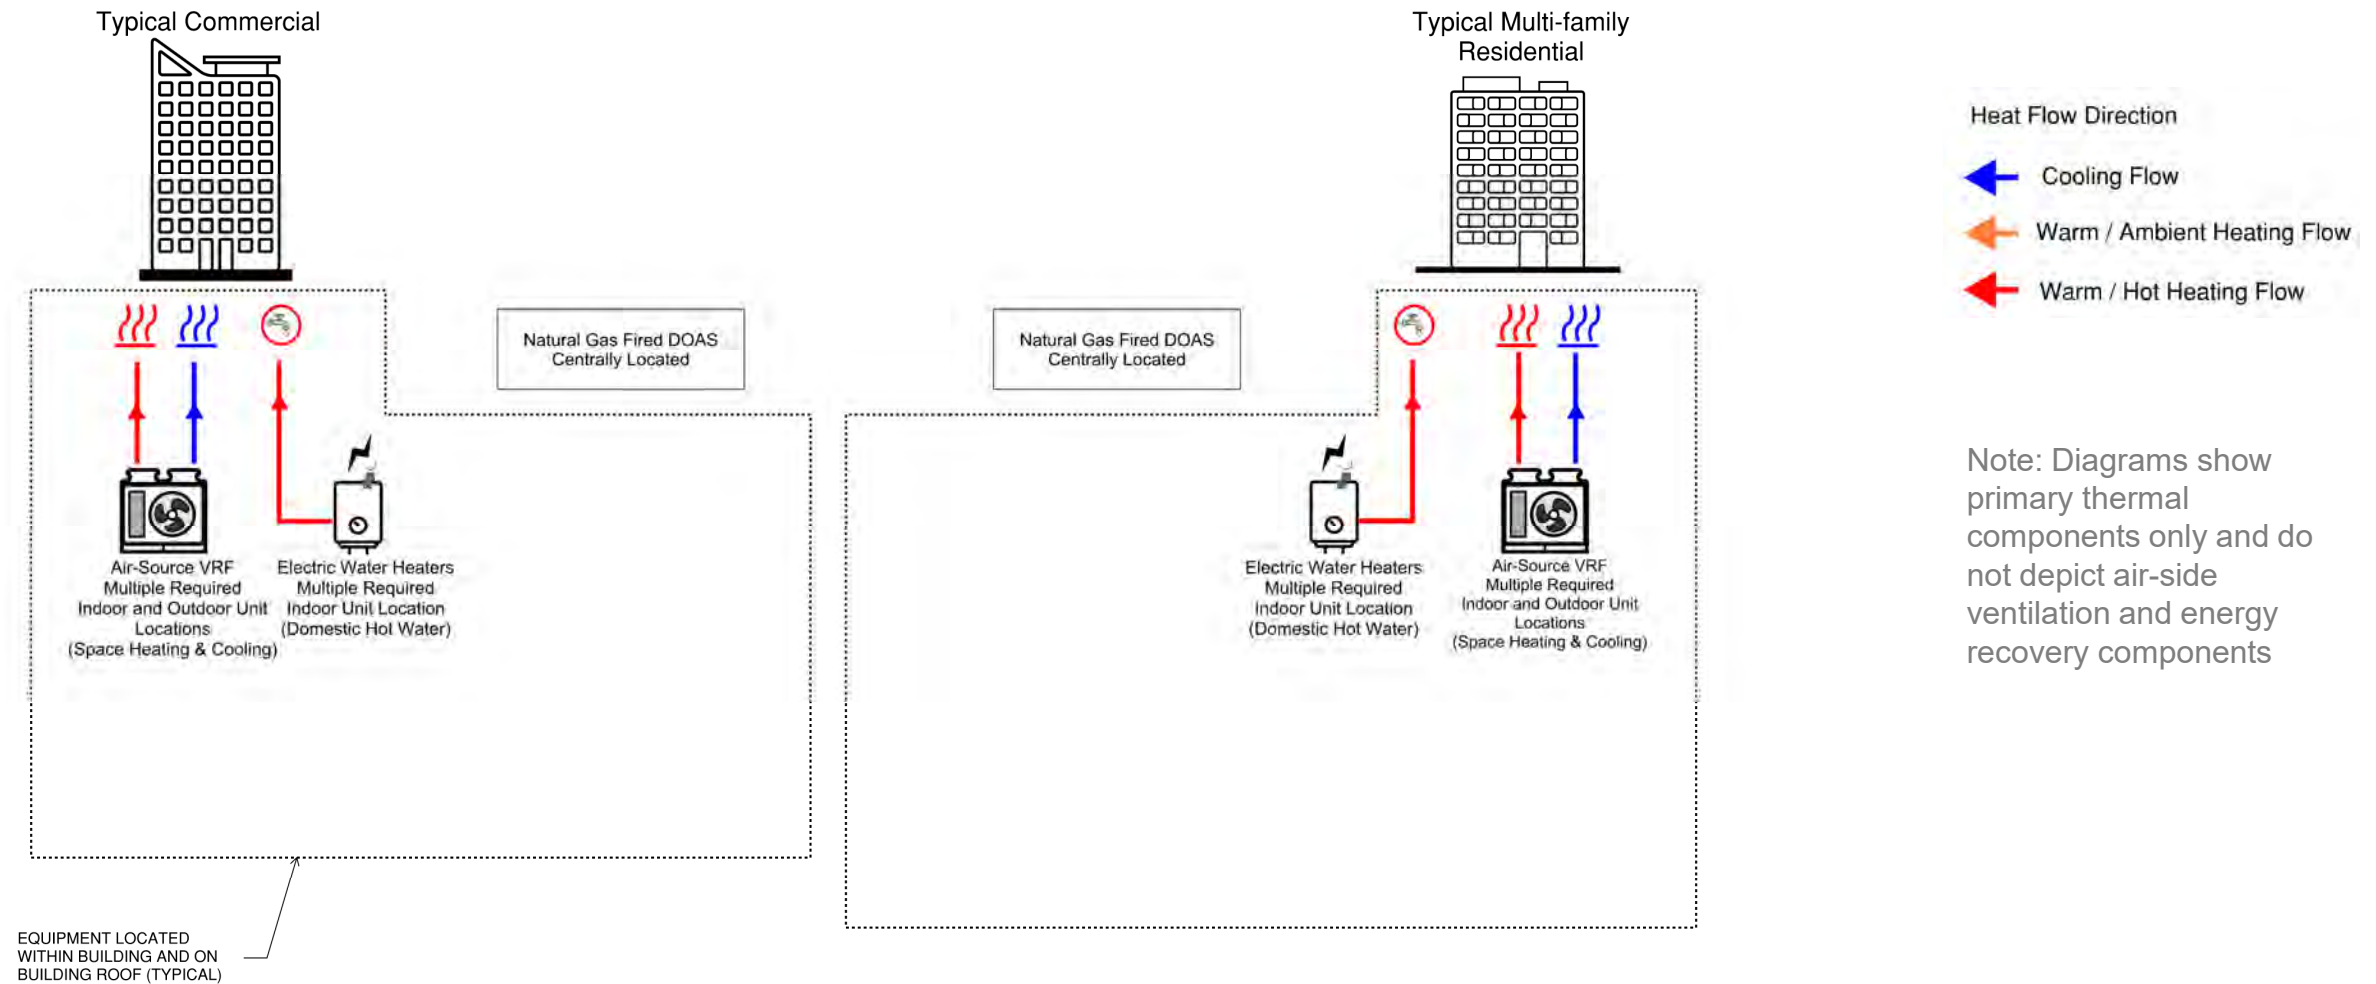 Typical Commercial
Typical Multi-family
Residential
Heat Flow Direction
Cooling Flow
Warm / Ambient Heating Flow
Warm / Hot Heating Flow
Natural Gas Fired DOAS
Centrally Located
Natural Gas Fired DOAS
Centrally Located
Air-Source VRF
Multiple Required
Indoor and Outdoor Unit
Locations
(Space Heating & Cooling)
Electric Water Heaters
Multiple Required
Indoor Unit Location
(Domestic Hot Water)
Electric Water Heaters
Multiple Required
Indoor Unit Location
(Domestic Hot Water)
Air-Source VRF
Multiple Required
Indoor and Outdoor Unit
Locations
(Space Heating & Cooling)
Note: Diagrams show
primary thermal
components only and do
not depict air-side
ventilation and energy
recovery components
EQUIPMENT LOCATED
WITHIN BUILDING AND ON
BUILDING ROOF (TYPICAL)